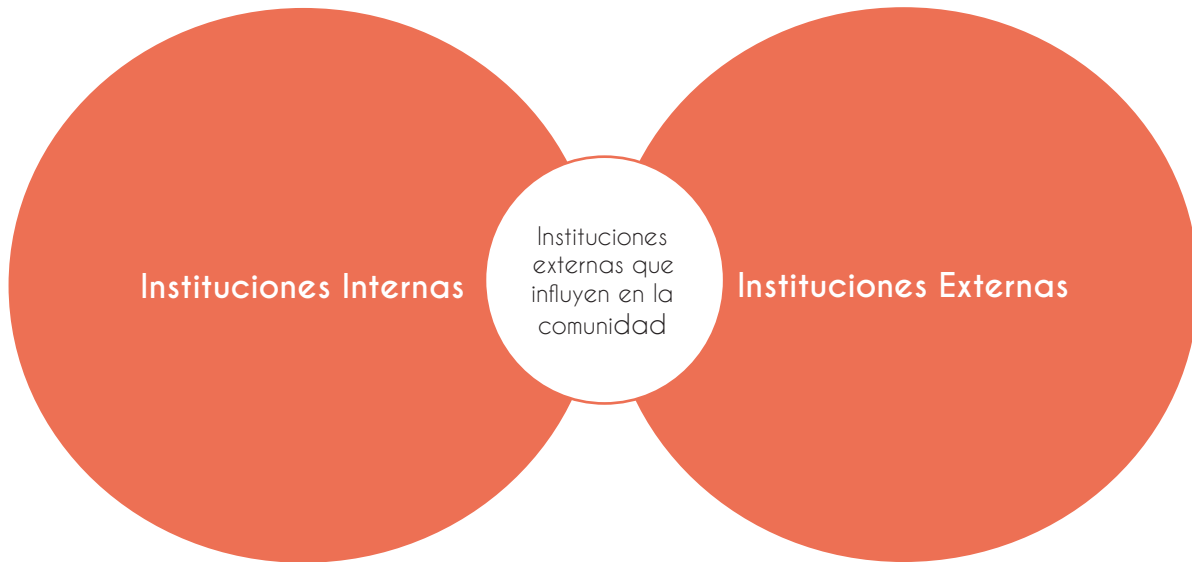 Instituciones Internas
Instituciones
externas que
influyen en la
comunidad
Instituciones Externas